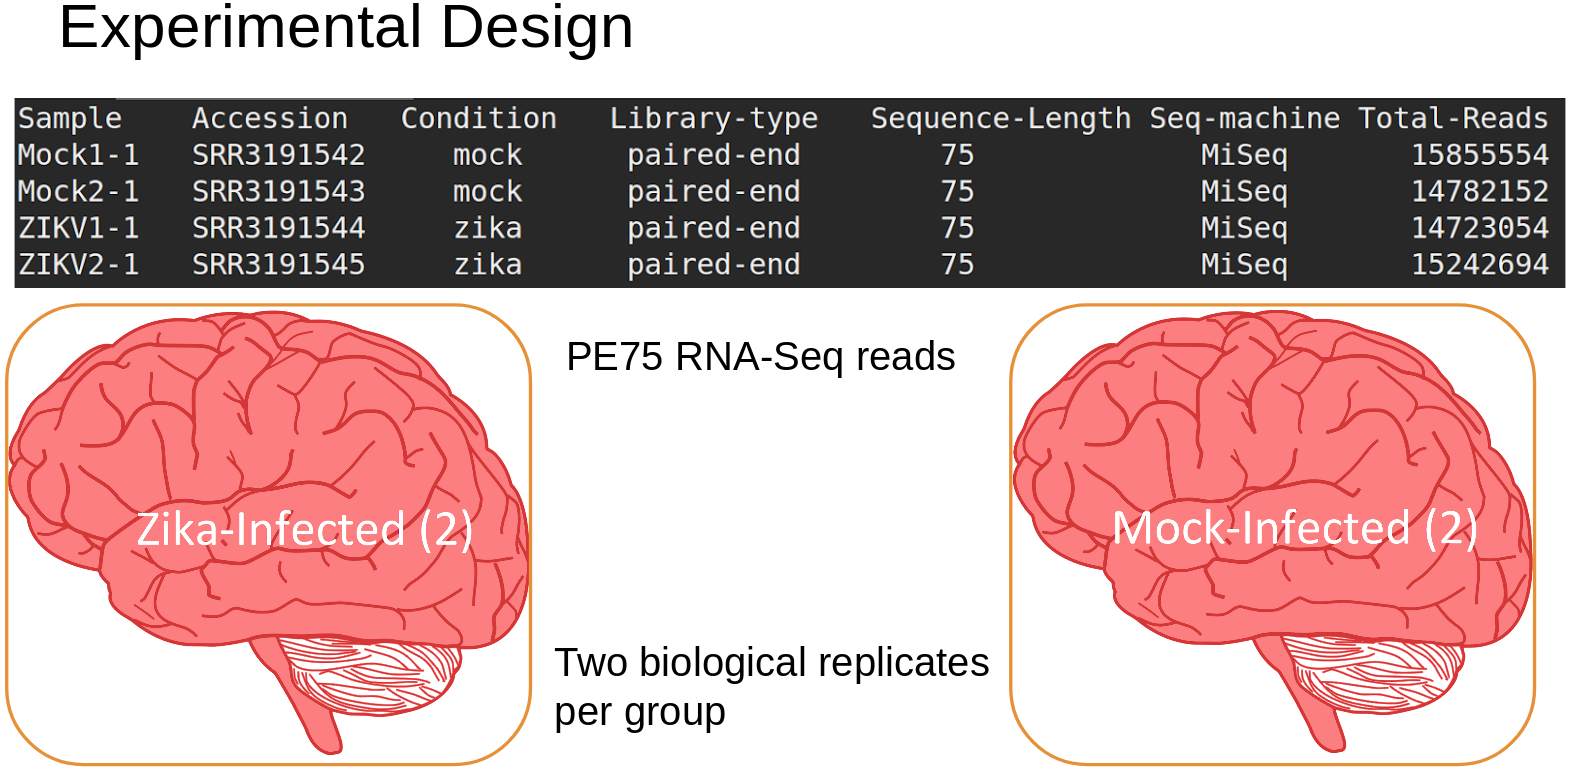 Experimental Design
Sample Accession Condition Library-type Sequence-Length Seq-machine Total-Reads
Mock1-1 SRR3191542 mock paired-end 75 MiSeq 15855554
Mock2-1 SRR3191543 mock paired-end 75 MiSeq 14782152
ZIKV1-1 SRR3191544 zika paired-end 75 MiSeq 14723054
ZIKV2-1 SRR3191545 zika paired-end 75 MiSeq 15242694
PE75 RNA-Seq reads
Zika-Infected (2)
Mock-Infected (2)
Two biological replicates
per group